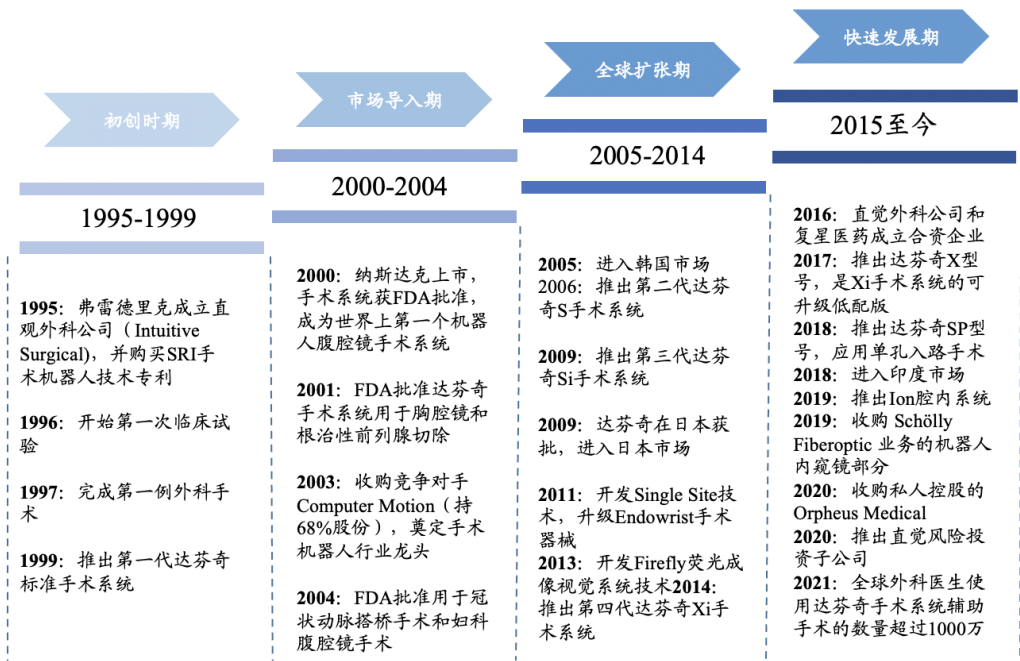 初创时期
1995-1999
1995：弗雷德里克成立直
观外科公司（Intuitive
Surgical)，并购买SRI手
术机器人技术专利
1996：开始第一次临床试
验
1997：完成第一例外科手
术
1999：推出第一代达芬奇
标准手术系统
市场导入期
2000-2004
2000：纳斯达克上市，
手术系统获FDA批准，
成为世界上第一个机器
人腹腔镜手术系统
2001：FDA批准达芬奇
手术系统用于胸腔镜和
根治性前列腺切除
2003：收购竞争对手
Computer Motion（持
68%股份），奠定手术
机器人行业龙头
2004：FDA批准用于冠
状动脉搭桥手术和妇科
腹腔镜手术
全球扩张期
2005-2014
2005：进入韩国市场
2006：推出第二代达芬
奇S手术系统
2009：推出第三代达芬
奇Si手术系统
2009：达芬奇在日本获
批，进入日本市场
2011：开发Single Site技
术，升级Endowrist手术
器械
2013：开发Firefly荧光成
像视觉系统技术2014:
推出第四代达芬奇Xi手
术系统
快速发展期
2015至今
2016：直觉外科公司和
复星医药成立合资企业
2017：推出达芬奇X型
号，是Xi手术系统的可
升级低配版
2018：推出达芬奇SP型
号，应用单孔入路手术
2018：进入印度市场
2019：推出Ion腔内系统
2019：收购 Schölly
Fiberoptic 业务的机器人
内窥镜部分
2020：收购私人控股的
Orpheus Medical
2020：推出直觉风险投
资子公司
2021：全球外科医生使
用达芬奇手术系统辅助
手术的数量超过1000万